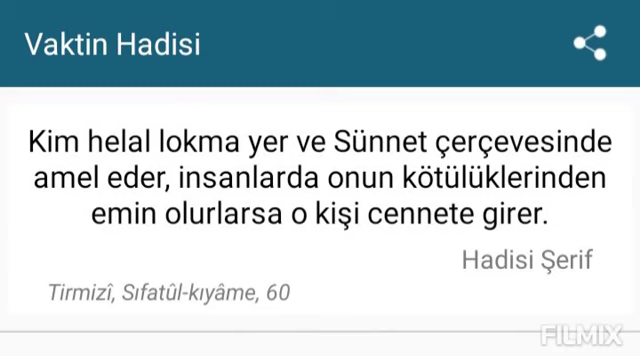 Vaktin Hadisi
Kim helal lokma yer ve Sünnet çerçevesinde
amel eder, insanlarda onun kötülüklerinden
emin olurlarsa o kişi cennete girer.
Hadisi Şerif
Tirmizî, Sıfatûl-kıyâme, 60
FILMIX